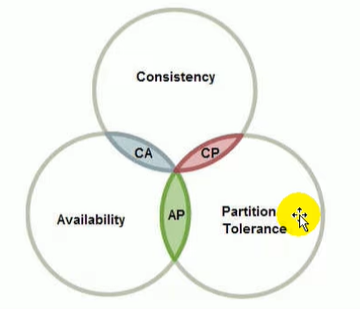 Consistency
CA
CP
Availability
AP
Partition
Tolerance